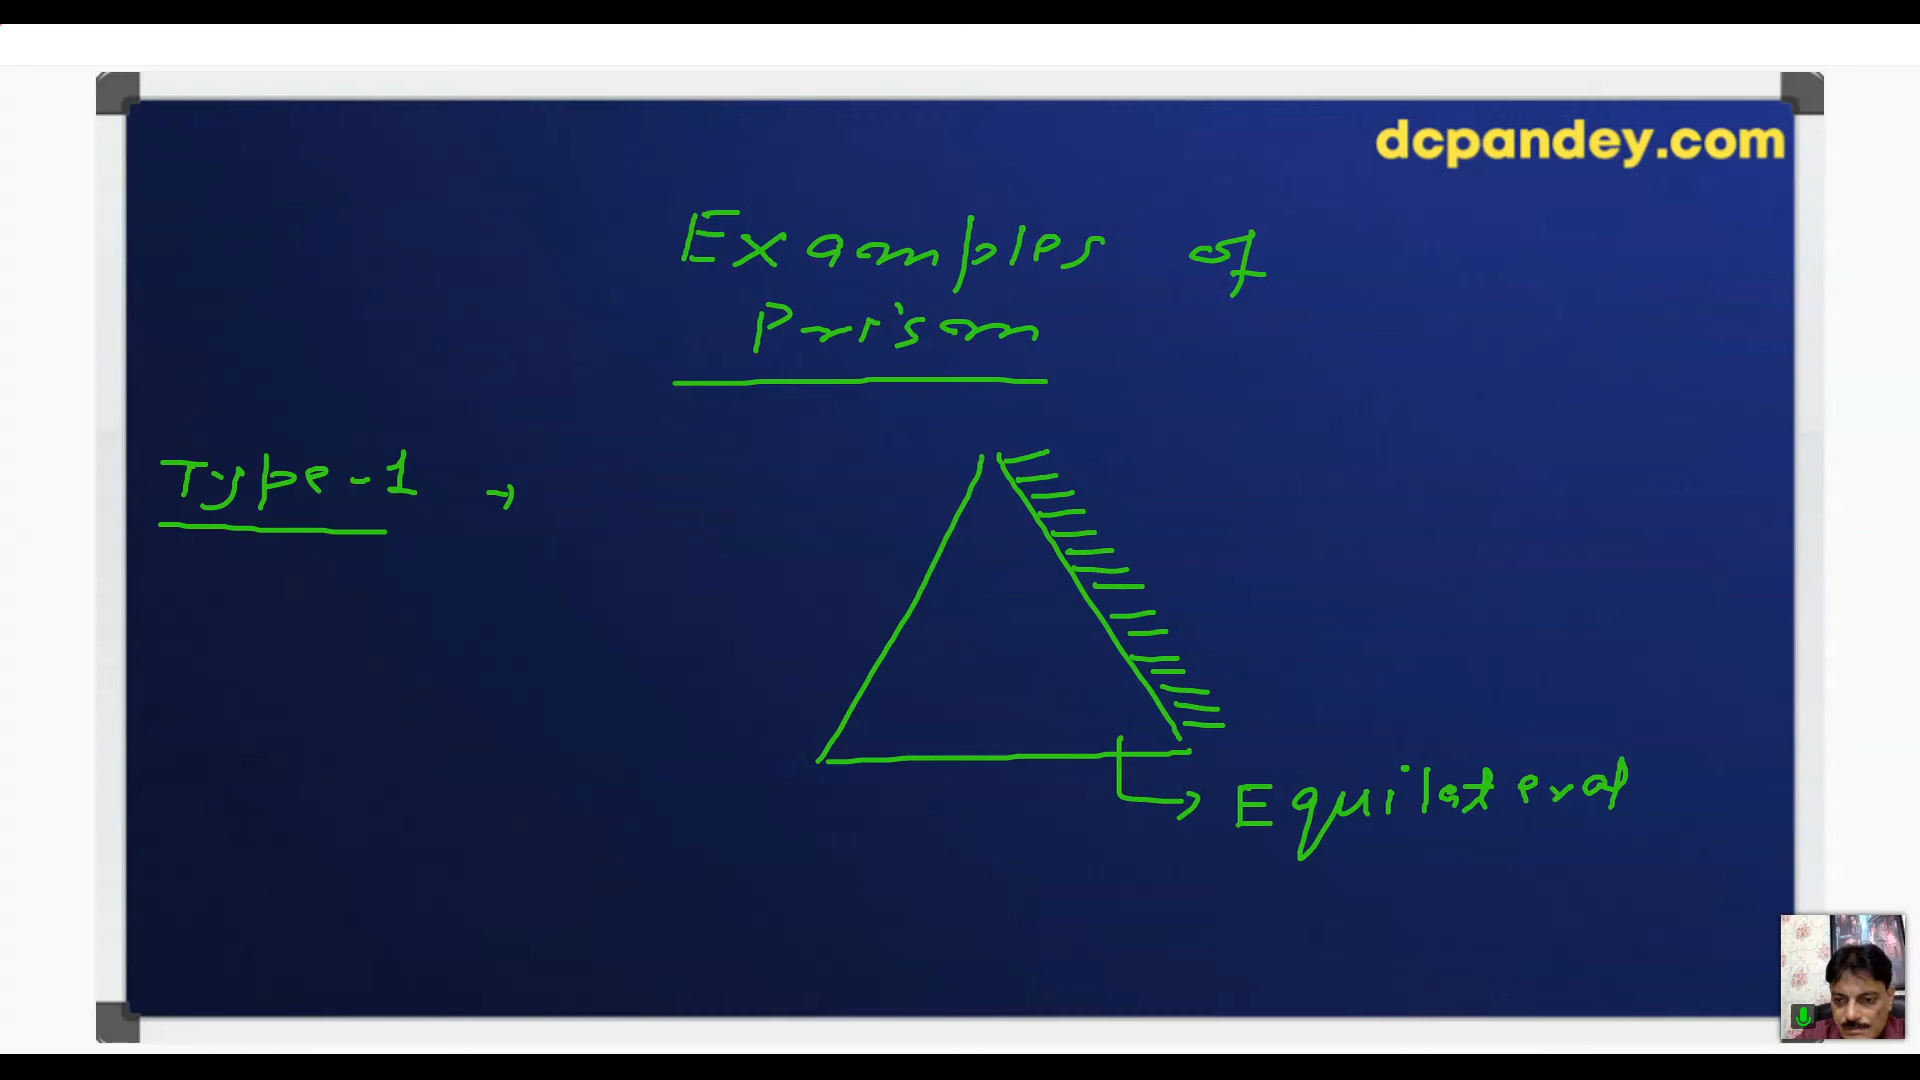 dcpandey.com
Examples of
Prism
Type-1 →
Equilateral